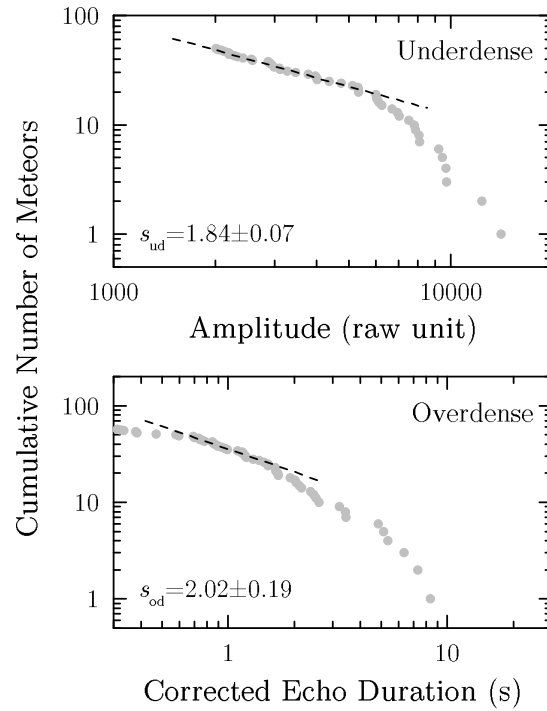 Cumulative Number of Meteors
100
10
1
Underdense
s_ud=1.84±0.07
1000
10000
Amplitude (raw unit)
100
10
1
Overdense
s_od=2.02±0.19
1
10
Corrected Echo Duration (s)